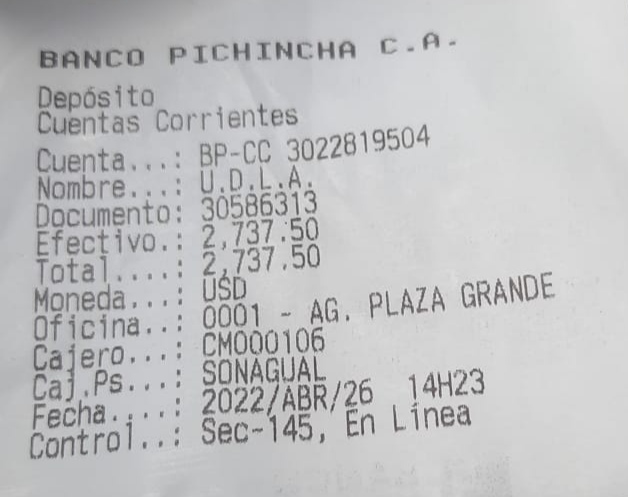 BANCO PICHINCHA C.A.
Depósito
Cuentas Corrientes
Cuenta...: BP-CC 3022819504
Nombre...: U.D.L.A.
Documento: 30586313
Efectivo.: 2,737.50
Total....: 2,737.50
Moneda...: USD
Oficina..: 0001 - AG. PLAZA GRANDE
Cajero...: CM000106
Caj.Ps...: SONAGUAL
Fecha....: 2022/ABR/26 14H23
Control..: Sec-145, En Línea